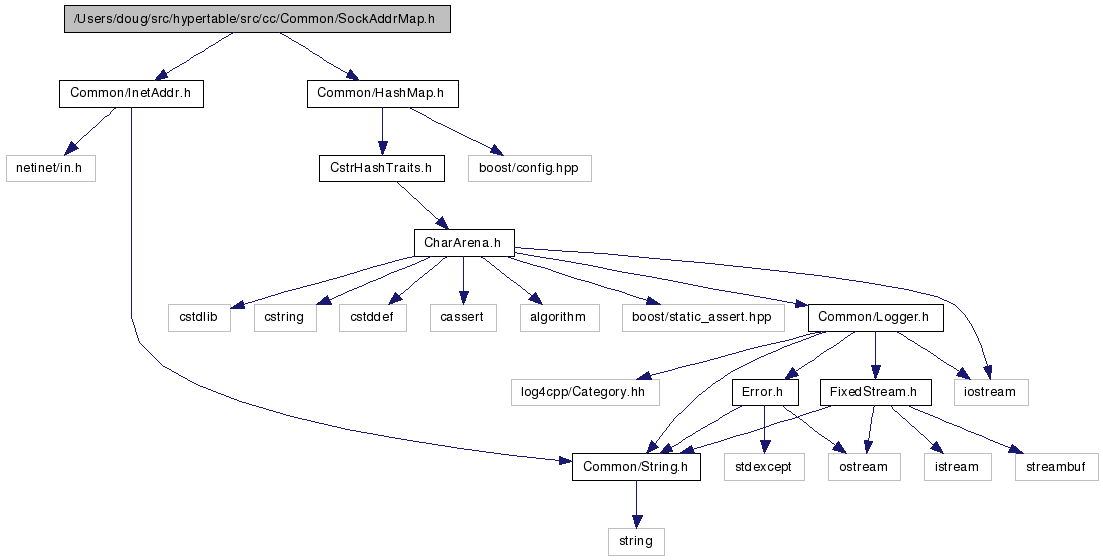 /Users/doug/src/hypertable/src/cc/Common/SockAddrMap.h
Common/InetAddr.h
Common/HashMap.h
netinet/in.h
CstrHashTraits.h
boost/config.hpp
CharArena.h
cstdlib
cstring
cstddef
cassert
algorithm
boost/static_assert.hpp
Common/Logger.h
log4cpp/Category.hh
Error.h
FixedStream.h
iostream
Common/String.h
stdexcept
ostream
istream
streambuf
string